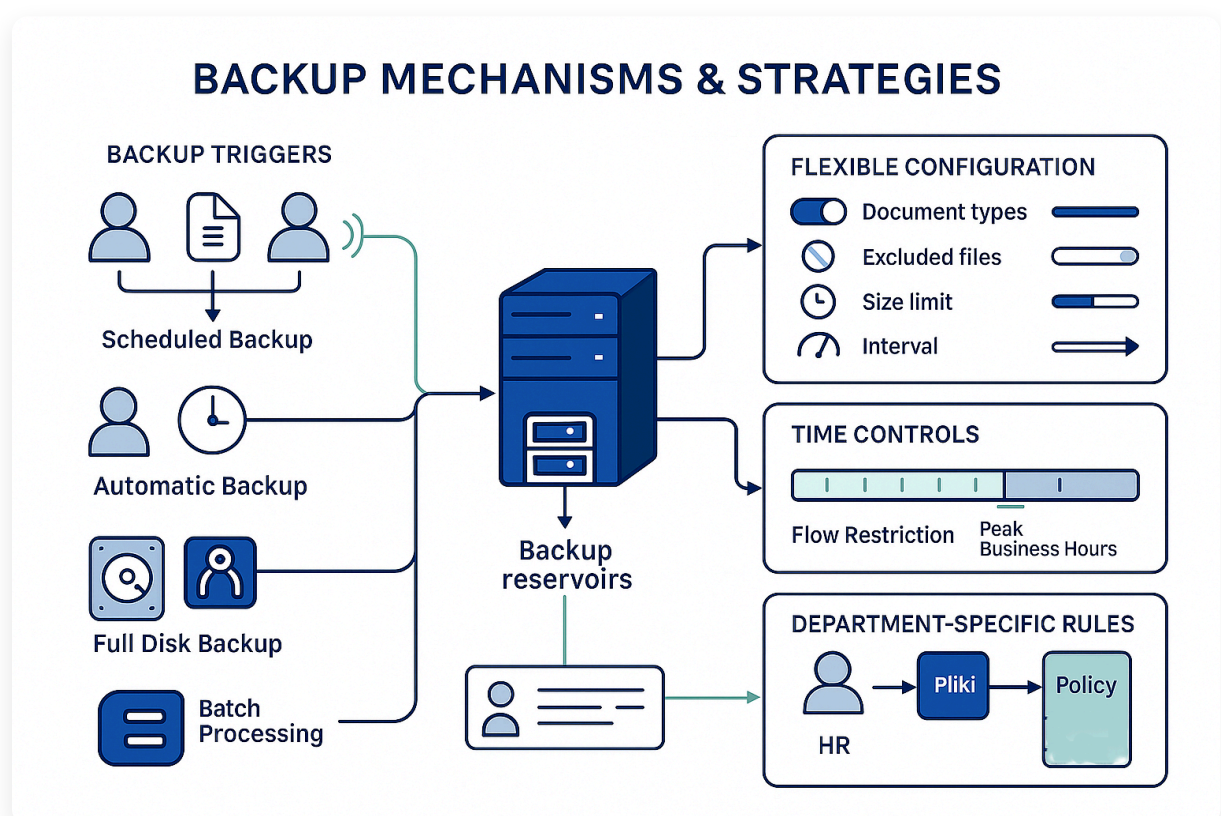 BACKUP MECHANISMS & STRATEGIES
BACKUP TRIGGERS
Scheduled Backup
Automatic Backup
Full Disk Backup
Batch
Processing
Backup
reservoirs
FLEXIBLE CONFIGURATION
Document types
Excluded files
Size limit
Interval
TIME CONTROLS
Flow Restriction
Peak
Business Hours
DEPARTMENT-SPECIFIC RULES
HR
Pliki
Policy